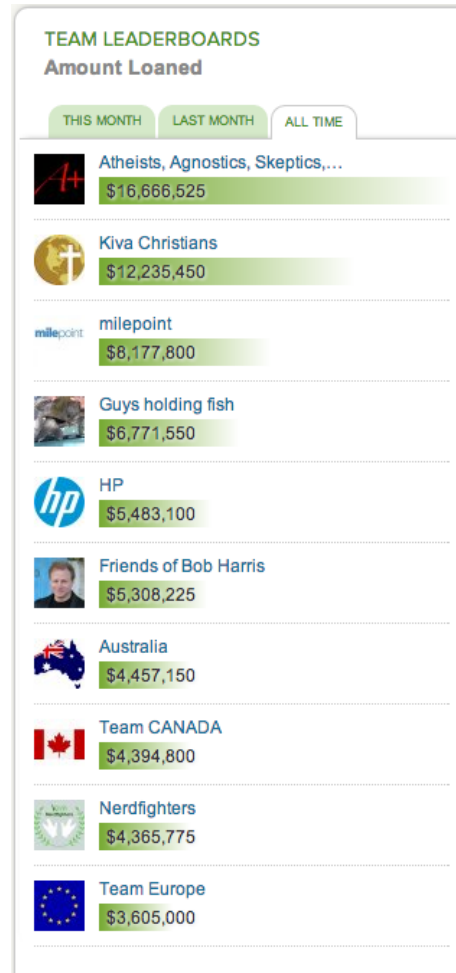 TEAM LEADERBOARDS
Amount Loaned
THIS MONTH LAST MONTH ALL TIME
Atheists, Agnostics, Skeptics,...
A+
$16,666,525
Kiva Christians
$12,235,450
milepoint
milepoint
$8,177,800
Guys holding fish
$6,771,550
HP
hp
$5,483,100
Friends of Bob Harris
$5,308,225
Australia
$4,457,150
Team CANADA
$4,394,800
Nerdfighters
Nerdfighters
$4,365,775
Team Europe
$3,605,000